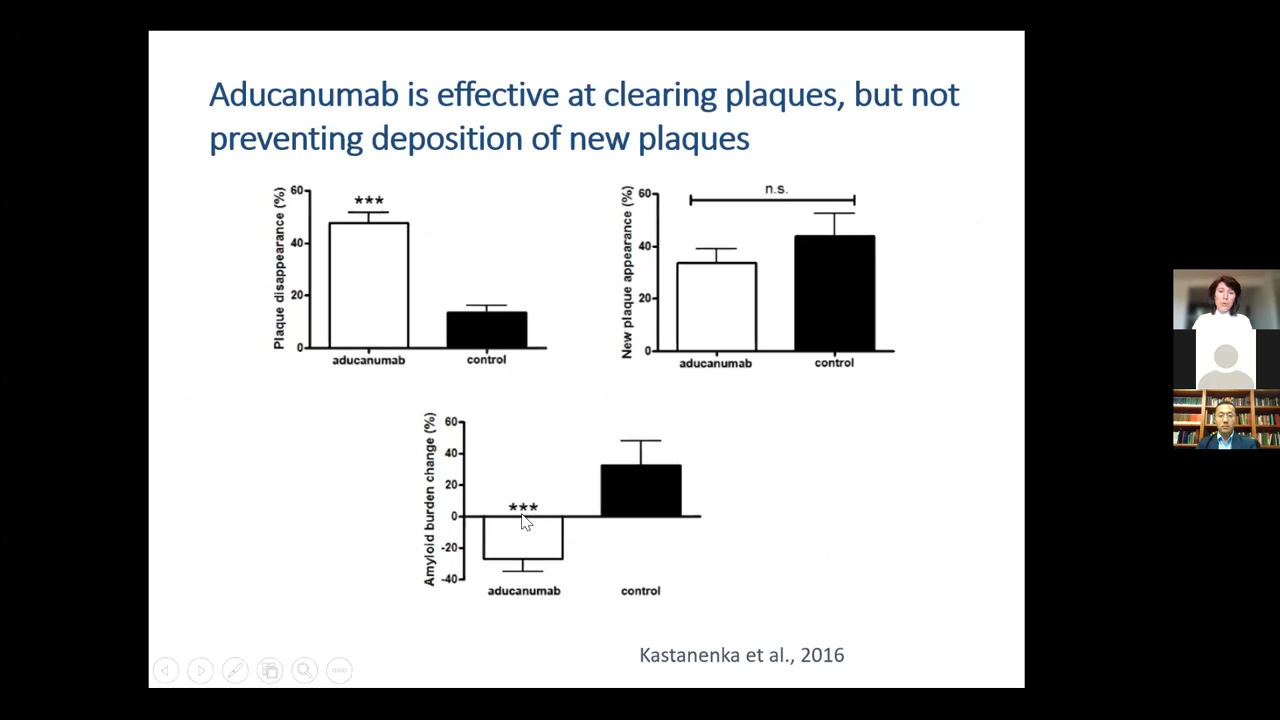 Aducanumab is effective at clearing plaques, but not
preventing deposition of new plaques
Plaque disappearance (%)
60
40
20
0
***
aducanumab
control
New plaque appearance (%)
60
40
20
0
n.s.
aducanumab
control
Amyloid burden change (%)
60
40
20
0
-20
-40
***
aducanumab
control
Kastanenka et al., 2016